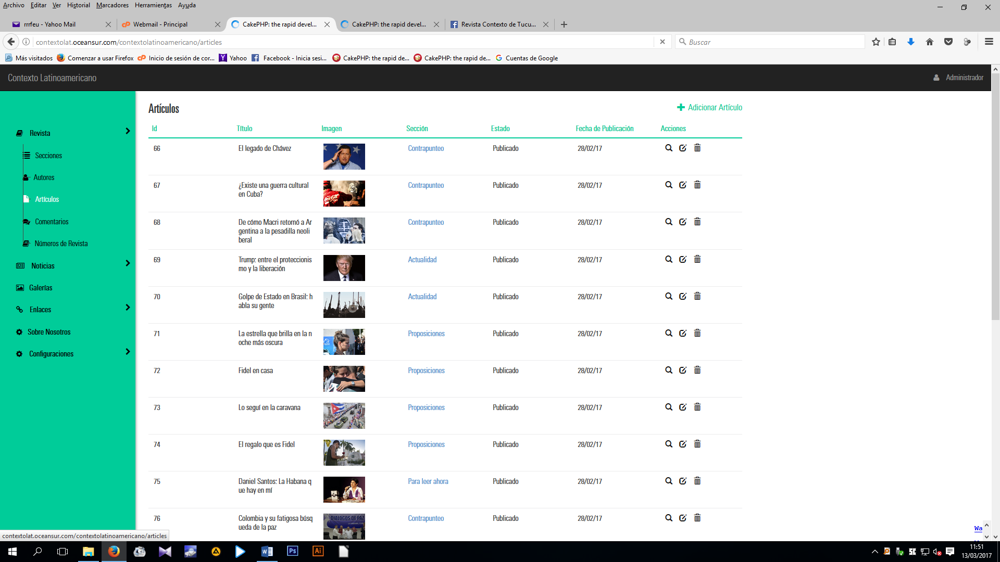 Archivo Editar Ver Historial Marcadores Herramientas Ayuda
rrrfeu - Yahoo Mail
Webmail - Principal
CakePHP: the rapid devel...
CakePHP: the rapid devel...
Revista Contexto de Tucu...
contextolat.oceansur.com/contextolatinoamericano/articles
Buscar
Más visitados
Comenzar a usar Firefox
Inicio de sesión de cor...
Yahoo
Facebook - Inicia sesi...
CakePHP: the rapid de...
CakePHP: the rapid de...
Cuentas de Google
Contexto Latinoamericano
Administrador
Revista
Secciones
Autores
Artículos
Comentarios
Números de Revista
Noticias
Galerías
Enlaces
Sobre Nosotros
Configuraciones
Artículos
Adicionar Artículo
Id Título Imagen Sección Estado Fecha de Publicación Acciones
66 El legado de Chávez Contrapunteo Publicado 28/02/17
67 ¿Existe una guerra cultural Contrapunteo Publicado 28/02/17
en Cuba?
68 De cómo Macri retornó a Ar Contrapunteo Publicado 28/02/17
gentina a la pesadilla neoli
beral
69 Trump: entre el proteccionis Actualidad Publicado 28/02/17
mo y la liberación
70 Golpe de Estado en Brasil: h Actualidad Publicado 28/02/17
abla su gente
71 La estrella que brilla en la n Proposiciones Publicado 28/02/17
oche más oscura
72 Fidel en casa Proposiciones Publicado 28/02/17
73 Lo seguí en la caravana Proposiciones Publicado 28/02/17
74 El regalo que es Fidel Proposiciones Publicado 28/02/17
75 Daniel Santos: La Habana q Para leer ahora Publicado 28/02/17
ue hay en mí
76 Colombia y su fatigosa búsq Contrapunteo Publicado 28/02/17
ueda de la paz
DIALOGOS DE PAZ
Wa
contextolat.oceansur.com/contextolatinoamericano/articles
Ps
Ai
11:51
13/03/2017